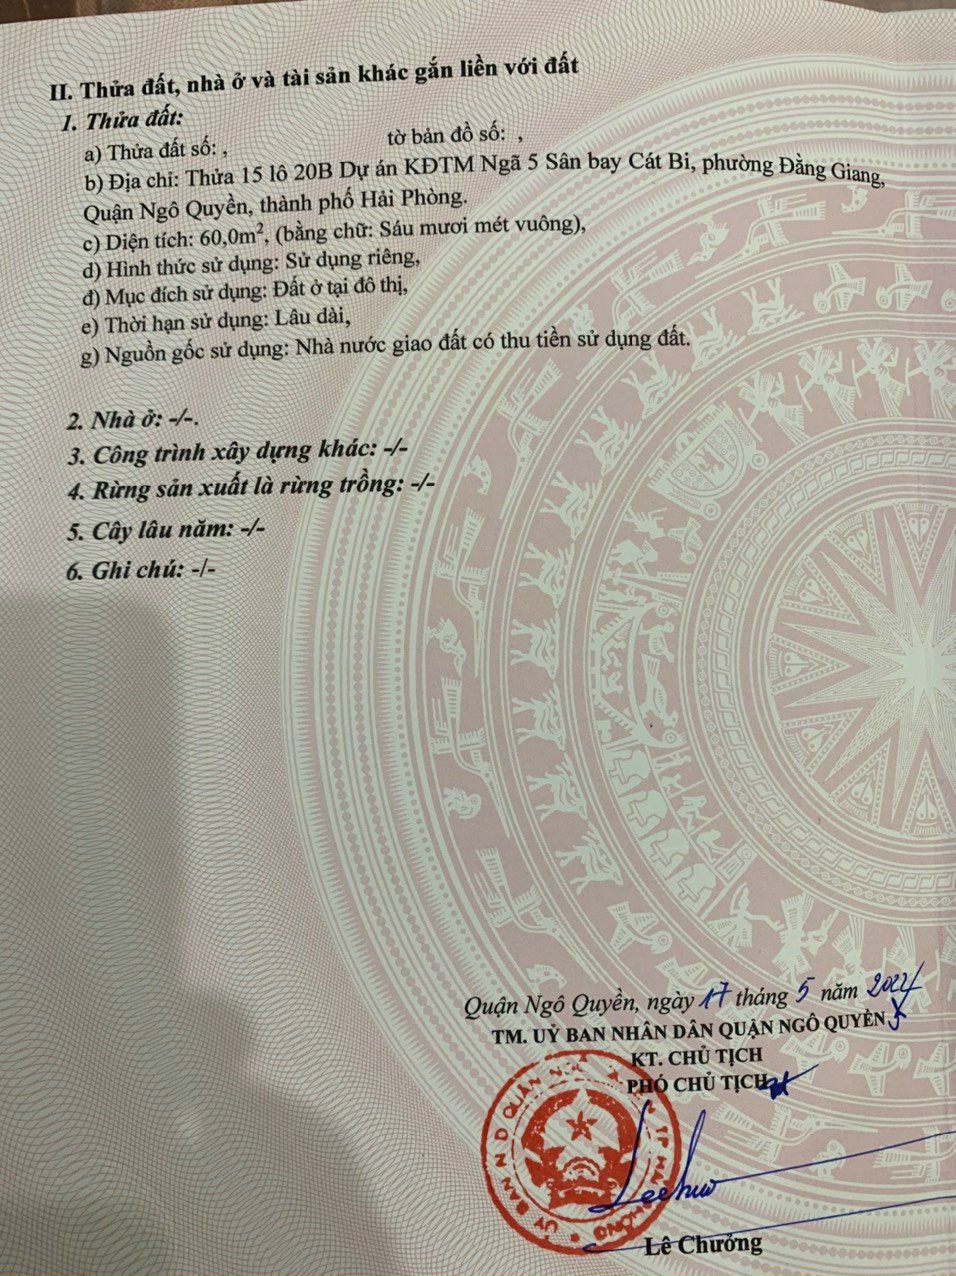 II. Thửa đất, nhà ở và tài sản khác gắn liền với đất
1. Thửa đất:
a) Thửa đất số: , tờ bản đồ số: ,
b) Địa chỉ: Thửa 15 lô 20B Dự án KĐTM Ngã 5 Sân bay Cát Bi, phường Đằng Giang,
Quận Ngô Quyền, thành phố Hải Phòng.
c) Diện tích: 60,0m², (bằng chữ: Sáu mươi mét vuông),
d) Hình thức sử dụng: Sử dụng riêng,
đ) Mục đích sử dụng: Đất ở tại đô thị,
e) Thời hạn sử dụng: Lâu dài,
g) Nguồn gốc sử dụng: Nhà nước giao đất có thu tiền sử dụng đất.
2. Nhà ở: -/-.
3. Công trình xây dựng khác: -/-
4. Rừng sản xuất là rừng trồng: -/-
5. Cây lâu năm: -/-
6. Ghi chú: -/-
Quận Ngô Quyền, ngày 17 tháng 5 năm
TM. UỶ BAN NHÂN DÂN QUẬN NGÔ QUYỀN
KT. CHỦ TỊCH
PHÓ CHỦ TỊCH
Lê Chưởng